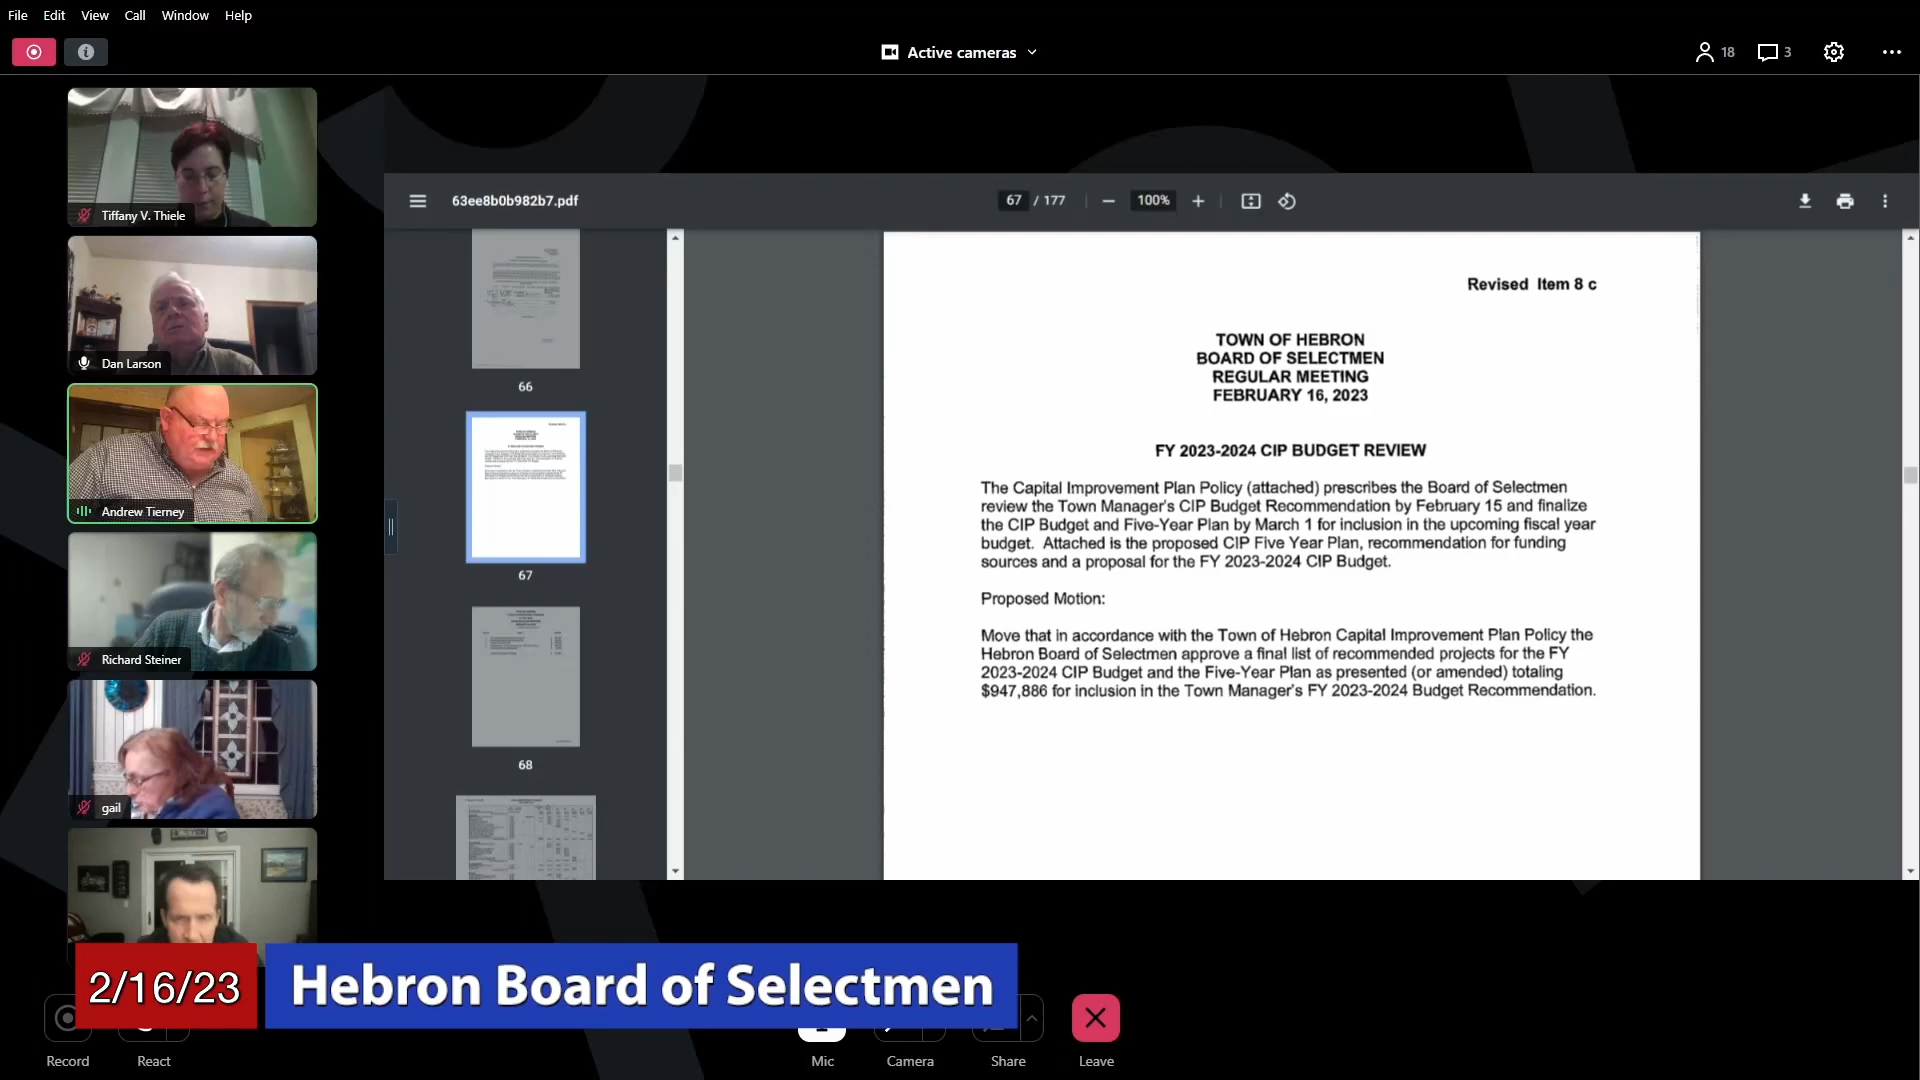 File Edit View Call Window Help
Active cameras
18
3
Tiffany V. Thiele
Dan Larson
Andrew Tierney
Richard Steiner
gail
63ee8b0b982b7.pdf
67 / 177
100%
66
67
68
Revised Item 8 c
TOWN OF HEBRON
BOARD OF SELECTMEN
REGULAR MEETING
FEBRUARY 16, 2023
FY 2023-2024 CIP BUDGET REVIEW
The Capital Improvement Plan Policy (attached) prescribes the Board of Selectmen
review the Town Manager's CIP Budget Recommendation by February 15 and finalize
the CIP Budget and Five-Year Plan by March 1 for inclusion in the upcoming fiscal year
budget. Attached is the proposed CIP Five Year Plan, recommendation for funding
sources and a proposal for the FY 2023-2024 CIP Budget.
Proposed Motion:
Move that in accordance with the Town of Hebron Capital Improvement Plan Policy the
Hebron Board of Selectmen approve a final list of recommended projects for the FY
2023-2024 CIP Budget and the Five-Year Plan as presented (or amended) totaling
$947,886 for inclusion in the Town Manager's FY 2023-2024 Budget Recommendation.
2/16/23
Hebron Board of Selectmen
Record
React
Mic
Camera
Share
Leave